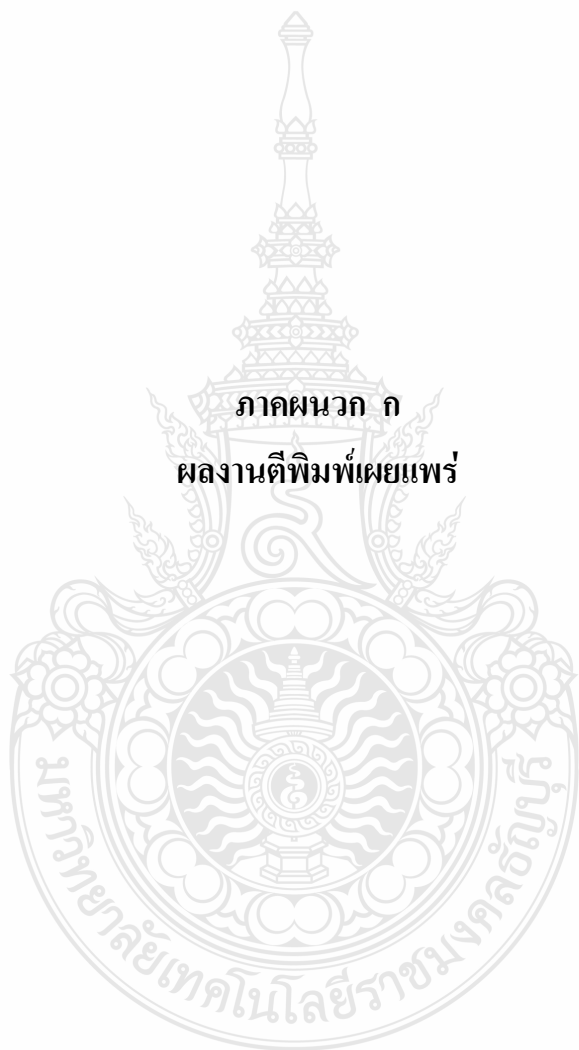 ภาคผนวก ก
ผลงานตีพิมพ์เผยแพร่
มหาวิทยาลัยเทคโนโลยีราชมงคลธัญบุรี